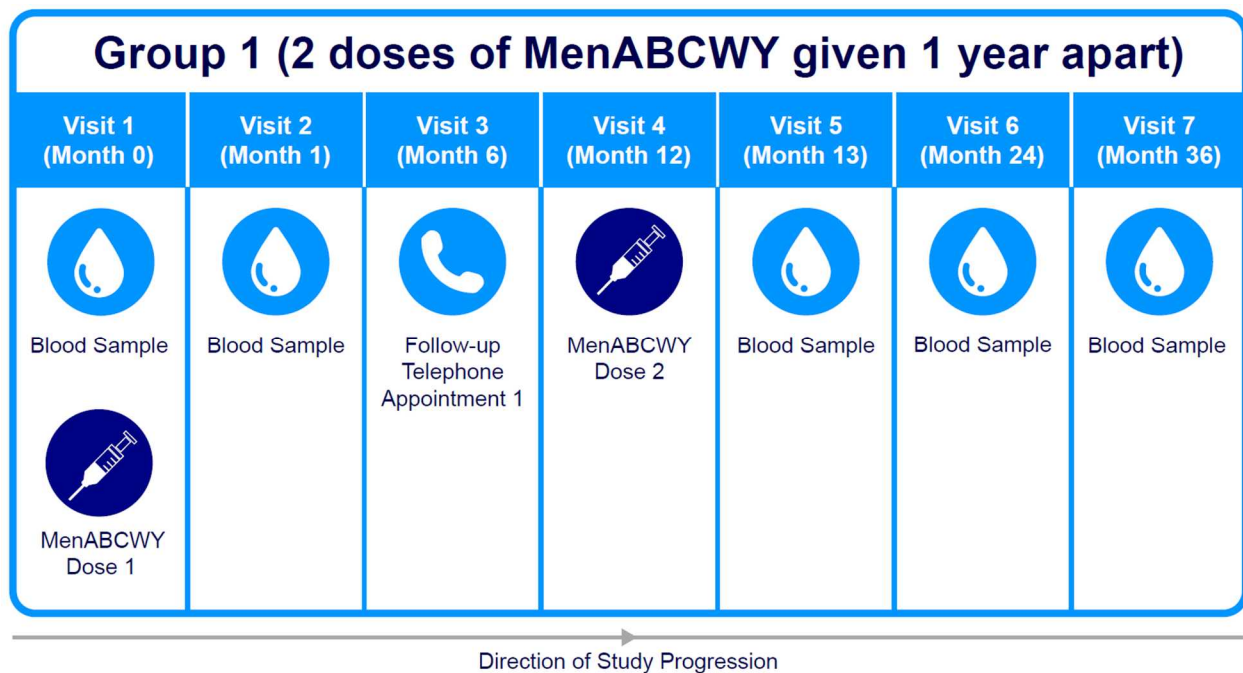 Group 1 (2 doses of MenABCWY given 1 year apart)
Visit 1
(Month 0)
Visit 2
(Month 1)
Visit 3
(Month 6)
Visit 4
(Month 12)
Visit 5
(Month 13)
Visit 6
(Month 24)
Visit 7
(Month 36)
Blood Sample
MenABCWY
Dose 1
Blood Sample
Follow-up
Telephone
Appointment 1
MenABCWY
Dose 2
Blood Sample
Blood Sample
Blood Sample
Direction of Study Progression